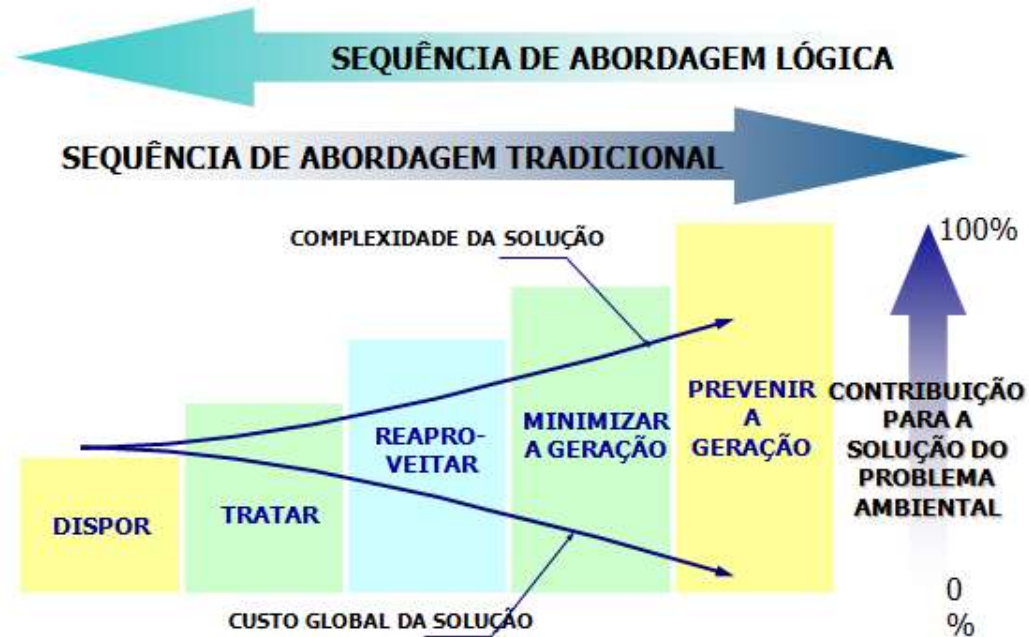 SEQUÊNCIA DE ABORDAGEM LÓGICA
SEQUÊNCIA DE ABORDAGEM TRADICIONAL
COMPLEXIDADE DA SOLUÇÃO
100%
DISPOR
TRATAR
REAPRO-
VEITAR
MINIMIZAR
A GERAÇÃO
PREVENIR
A
GERAÇÃO
CONTRIBUIÇÃO
PARA A
SOLUÇÃO DO
PROBLEMA
AMBIENTAL
0
%
CUSTO GLOBAL DA SOLUÇÃO